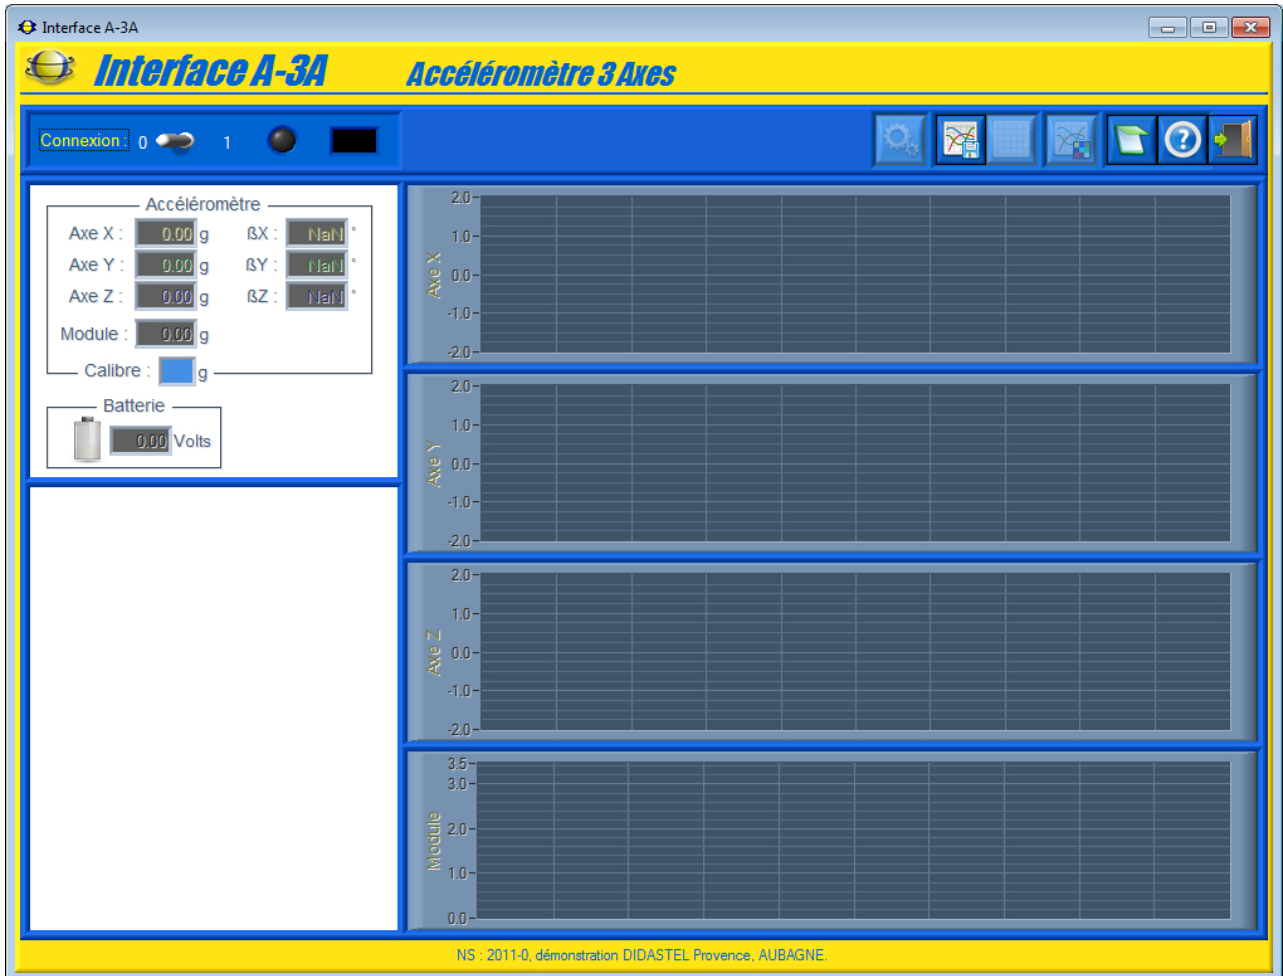 Interface A-3A
Interface A-3A Accéléromètre 3 Axes
Connexion : 0 1
Accéléromètre
Axe X : 0.00 g ßX : NaN °
Axe Y : 0.00 g ßY : NaN °
Axe Z : 0.00 g ßZ : NaN °
Module : 0.00 g
Calibre : g
Batterie
0.00 Volts
Axe X
2.0
1.0
0.0
-1.0
-2.0
Axe Y
2.0
1.0
0.0
-1.0
-2.0
Axe Z
2.0
1.0
0.0
-1.0
-2.0
Module
3.5
3.0
2.0
1.0
0.0
NS : 2011-0, démonstration DIDASTEL Provence, AUBAGNE.